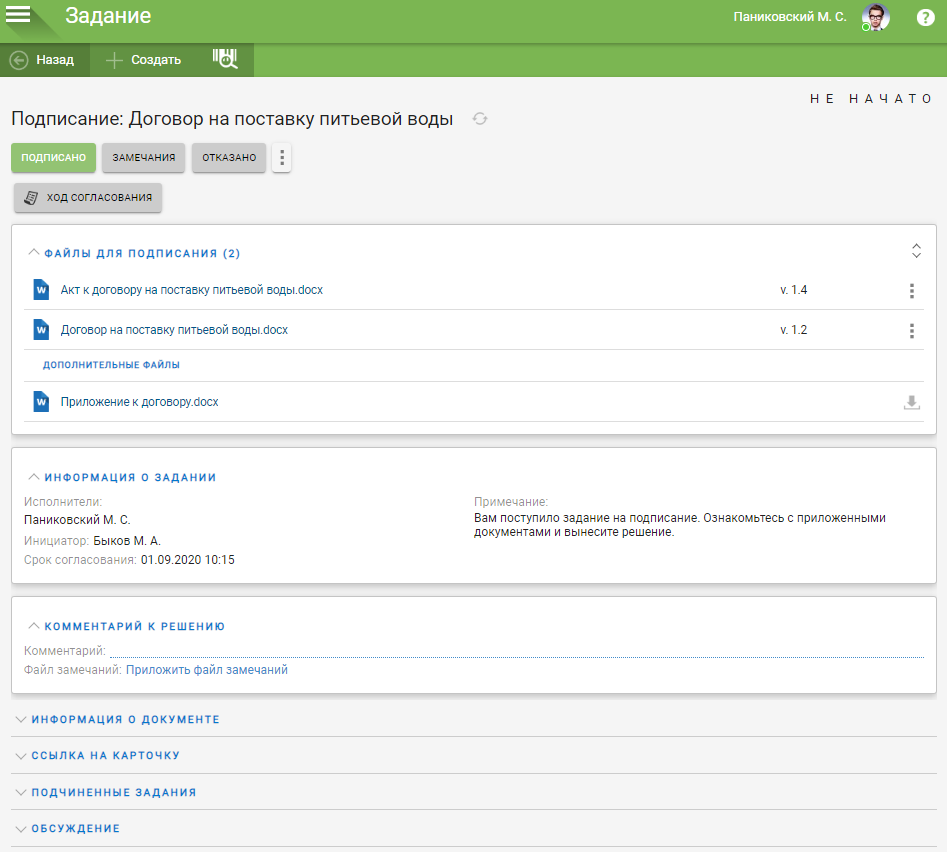 Задание
Паниковский М. С.
?
Назад
Создать
НЕ НАЧАТО
Подписание: Договор на поставку питьевой воды
ПОДПИСАНО
ЗАМЕЧАНИЯ
ОТКАЗАНО
ХОД СОГЛАСОВАНИЯ
ФАЙЛЫ ДЛЯ ПОДПИСАНИЯ (2)
W Акт к договору на поставку питьевой воды.docx v. 1.4
W Договор на поставку питьевой воды.docx v. 1.2
ДОПОЛНИТЕЛЬНЫЕ ФАЙЛЫ
W Приложение к договору.docx
ИНФОРМАЦИЯ О ЗАДАНИИ
Исполнители:
Паниковский М. С.
Инициатор: Быков М. А.
Срок согласования: 01.09.2020 10:15
Примечание:
Вам поступило задание на подписание. Ознакомьтесь с приложенными
документами и вынесите решение.
КОММЕНТАРИЙ К РЕШЕНИЮ
Комментарий:
Файл замечаний: Приложить файл замечаний
ИНФОРМАЦИЯ О ДОКУМЕНТЕ
ССЫЛКА НА КАРТОЧКУ
ПОДЧИНЕННЫЕ ЗАДАНИЯ
ОБСУЖДЕНИЕ